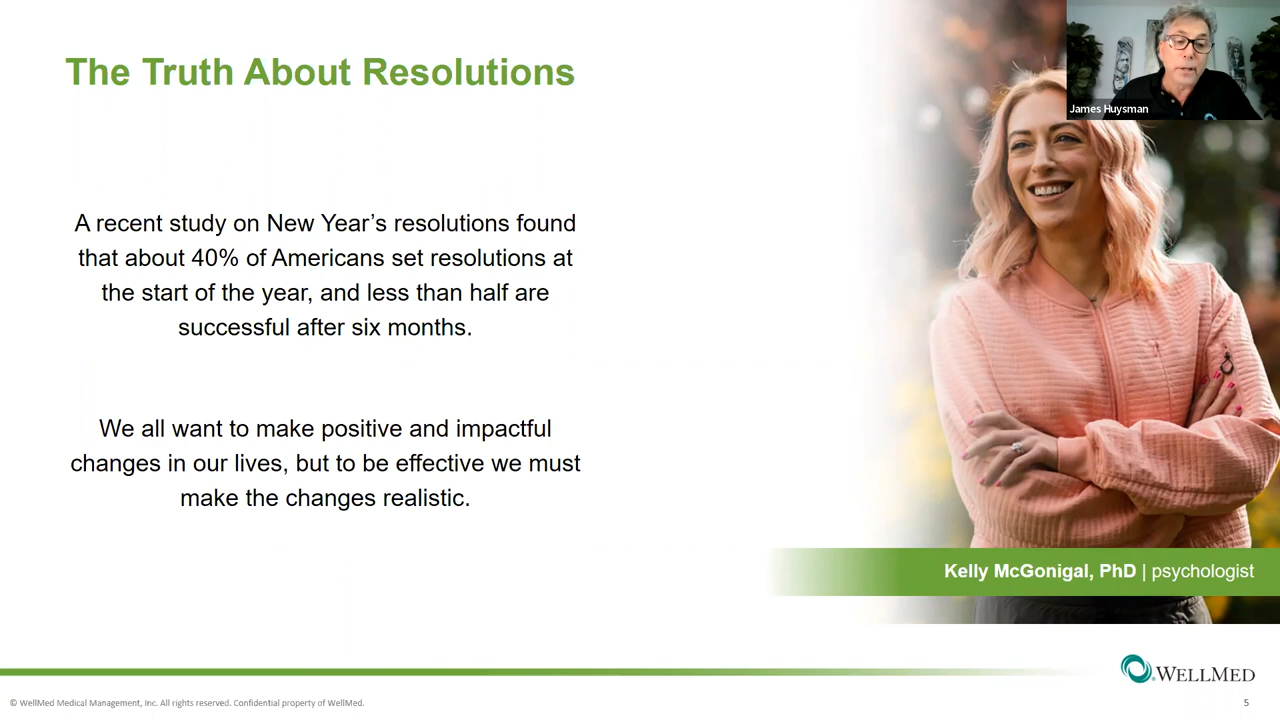 The Truth About Resolutions
James Huysman
A recent study on New Year’s resolutions found
that about 40% of Americans set resolutions at
the start of the year, and less than half are
successful after six months.
We all want to make positive and impactful
changes in our lives, but to be effective we must
make the changes realistic.
Kelly McGonigal, PhD | psychologist
WELLMED
© WellMed Medical Management, Inc. All rights reserved. Confidential property of WellMed.
5